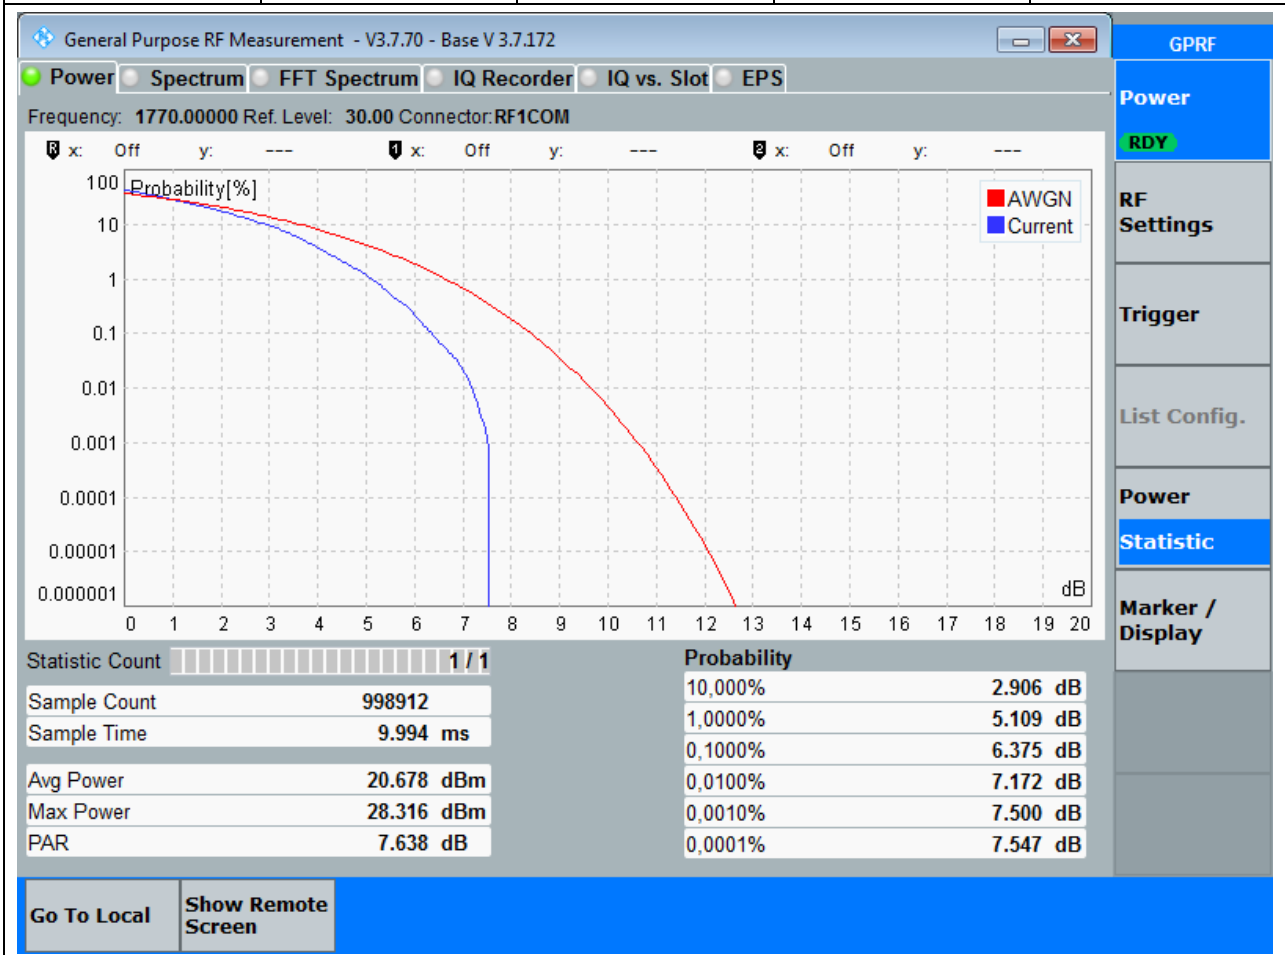 General Purpose RF Measurement - V3.7.70 - Base V 3.7.172
GPRF
Power Spectrum FFT Spectrum IQ Recorder IQ vs. Slot EPS
Power
RDY
Frequency: 1770.00000 Ref. Level: 30.00 Connector:RF1COM
R x: Off y: --- 1 x: Off y: --- 2 x: Off y: ---
Probability[%]
AWGN
Current
100
10
1
0.1
0.01
0.001
0.0001
0.00001
0.000001
dB
0 1 2 3 4 5 6 7 8 9 10 11 12 13 14 15 16 17 18 19 20
RF
Settings
Trigger
List Config.
Power
Statistic
Marker /
Display
Statistic Count 1 / 1
Sample Count 998912
Sample Time 9.994 ms
Avg Power 20.678 dBm
Max Power 28.316 dBm
PAR 7.638 dB
Probability
10,000% 2.906 dB
1,0000% 5.109 dB
0,1000% 6.375 dB
0,0100% 7.172 dB
0,0010% 7.500 dB
0,0001% 7.547 dB
Go To Local
Show Remote
Screen